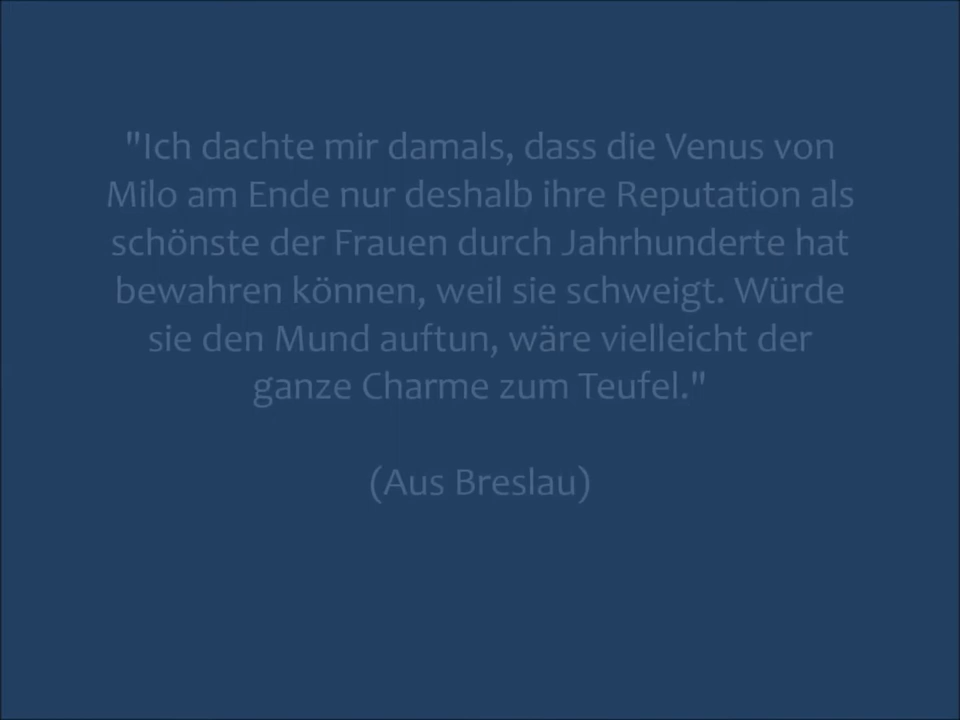 "Ich dachte mir damals, dass die Venus von
Milo am Ende nur deshalb ihre Reputation als
schönste der Frauen durch Jahrhunderte hat
bewahren können, weil sie schweigt. Würde
sie den Mund auftun, wäre vielleicht der
ganze Charme zum Teufel."
(Aus Breslau)